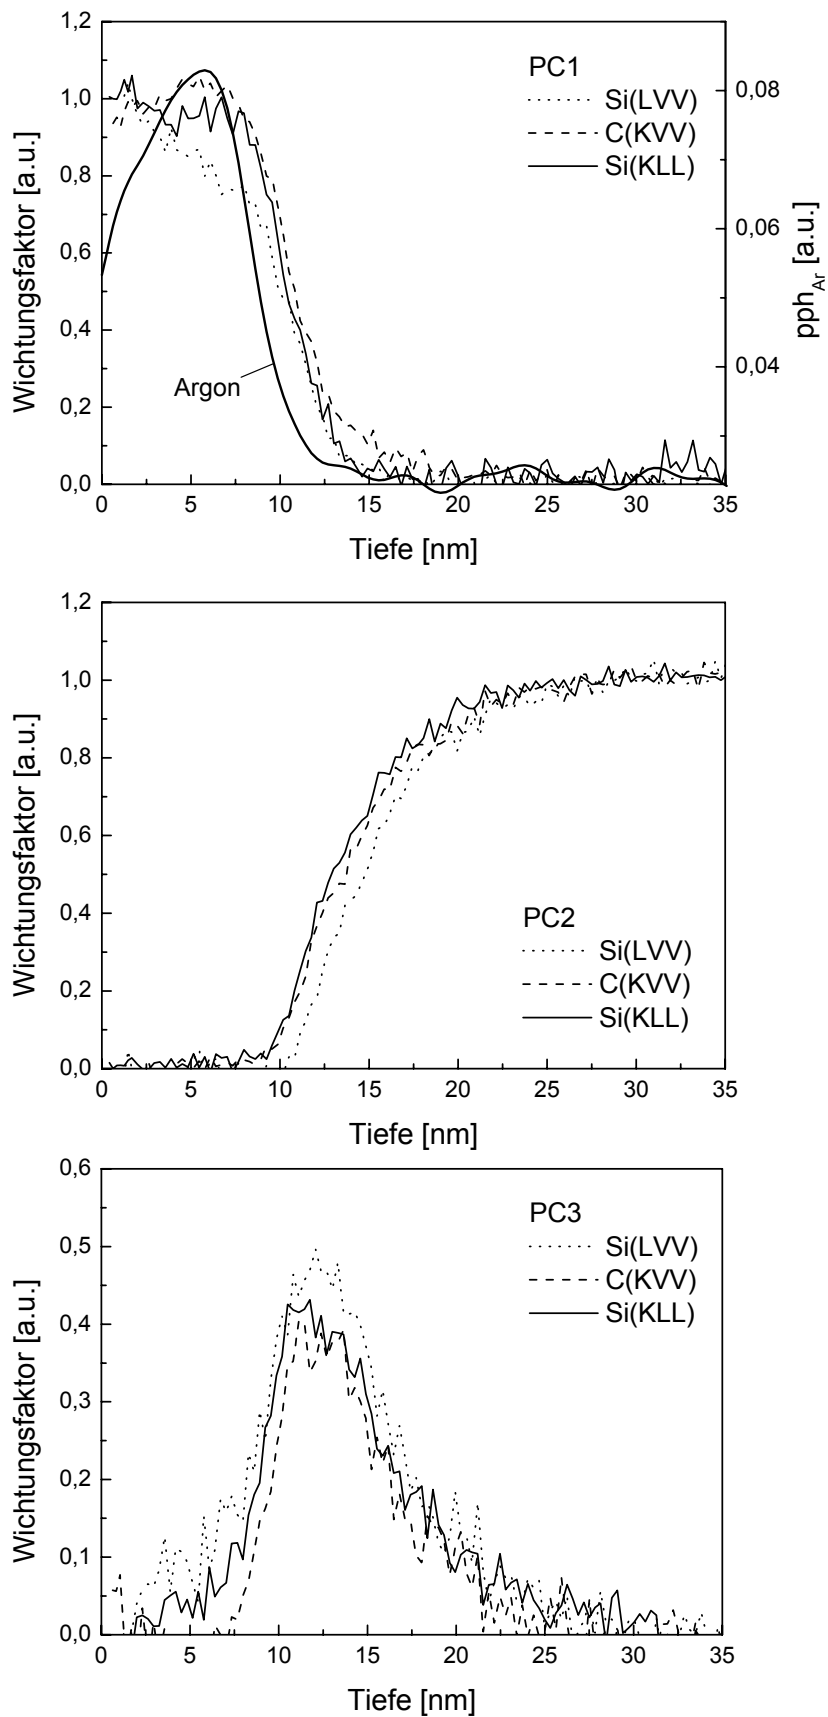 1,2
1,0
0,8
0,6
0,4
0,2
0,0
Wichtungsfaktor [a.u.]
PC1
Si(LVV)
C(KVV)
Si(KLL)
Argon
0,08
0,06
0,04
pph_Ar [a.u.]
0 5 10 15 20 25 30 35
Tiefe [nm]
1,2
1,0
0,8
0,6
0,4
0,2
0,0
Wichtungsfaktor [a.u.]
PC2
Si(LVV)
C(KVV)
Si(KLL)
0 5 10 15 20 25 30 35
Tiefe [nm]
0,6
0,5
0,4
0,3
0,2
0,1
0,0
Wichtungsfaktor [a.u.]
PC3
Si(LVV)
C(KVV)
Si(KLL)
0 5 10 15 20 25 30 35
Tiefe [nm]